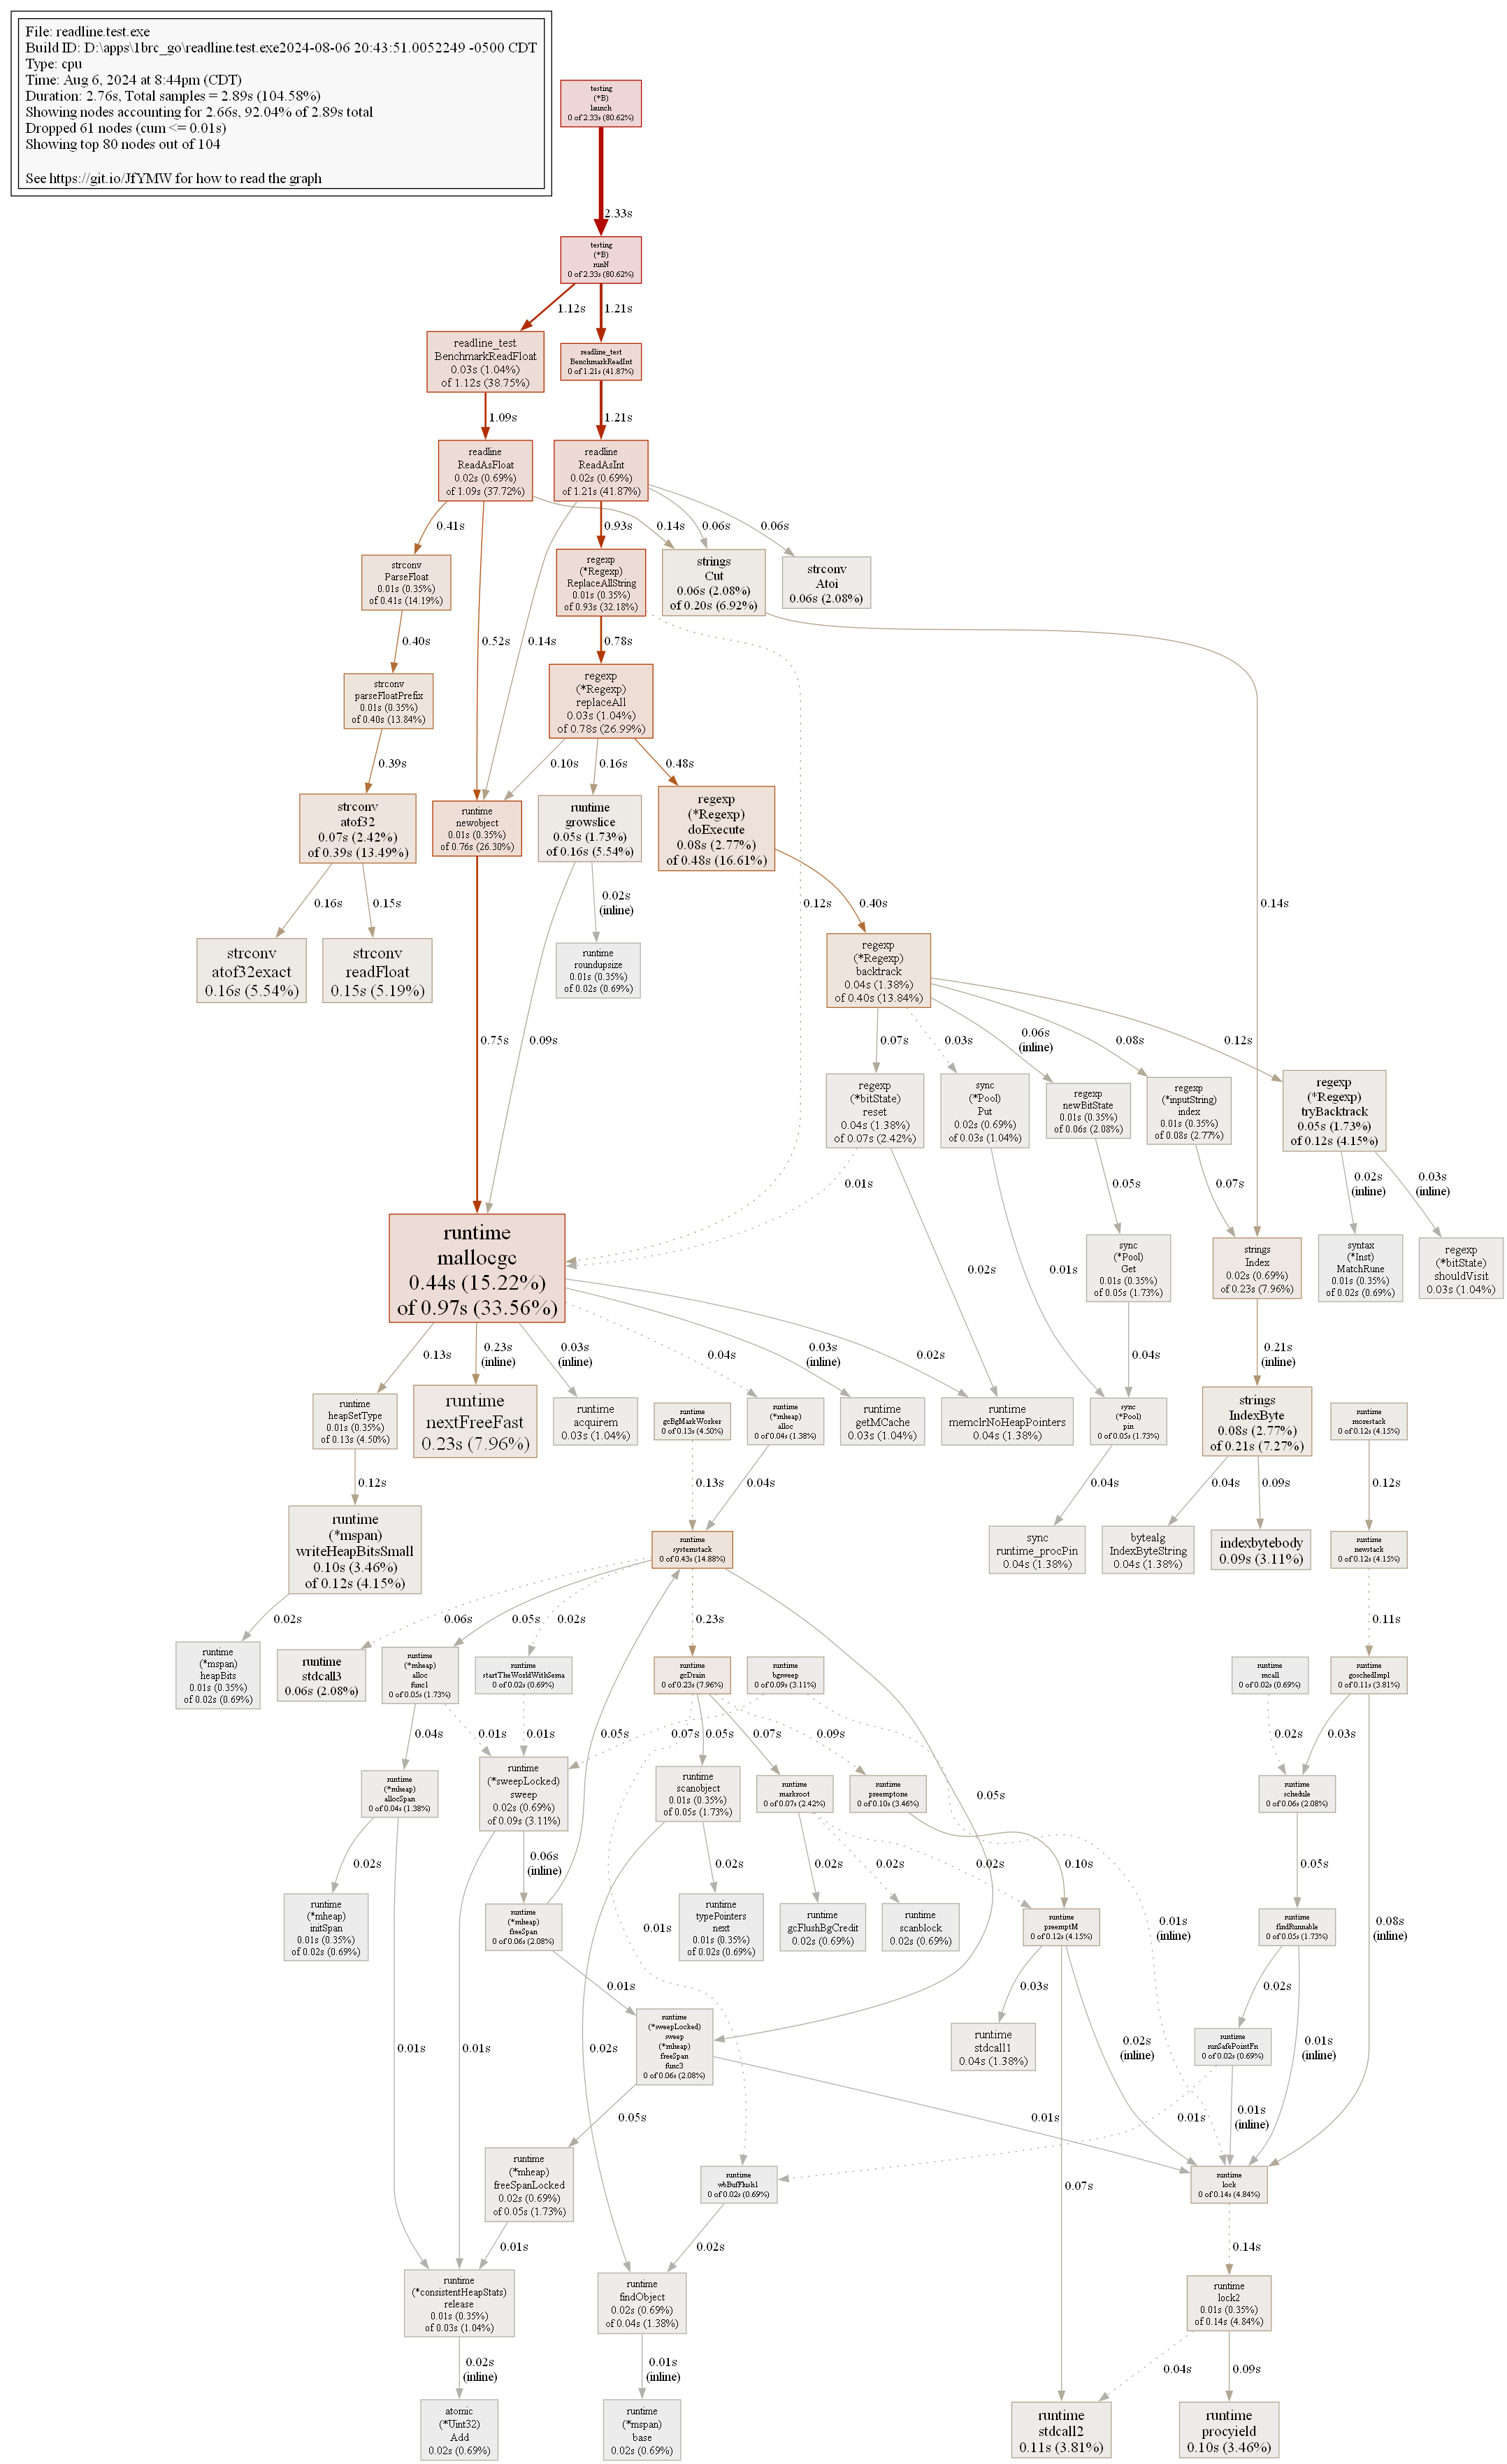 File: readline.test.exe
Build ID: D:\apps\1brc_go\readline.test.exe2024-08-06 20:43:51.0052249 -0500 CDT
Type: cpu
Time: Aug 6, 2024 at 8:44pm (CDT)
Duration: 2.76s, Total samples = 2.89s (104.58%)
Showing nodes accounting for 2.66s, 92.04% of 2.89s total
Dropped 61 nodes (cum <= 0.01s)
Showing top 80 nodes out of 104
See https://git.io/JfYMW for how to read the graph
testing
(*B)
launch
0 of 2.33s (80.62%)
2.33s
testing
(*B)
runN
0 of 2.33s (80.62%)
1.12s
1.21s
readline_test
BenchmarkReadFloat
0.03s (1.04%)
of 1.12s (38.75%)
readline_test
BenchmarkReadInt
0 of 1.21s (41.87%)
1.09s
1.21s
readline
ReadAsFloat
0.02s (0.69%)
of 1.09s (37.72%)
readline
ReadAsInt
0.02s (0.69%)
of 1.21s (41.87%)
0.41s
0.93s
0.14s
0.06s
0.06s
strconv
ParseFloat
0.01s (0.35%)
of 0.41s (14.19%)
regexp
(*Regexp)
ReplaceAllString
0.01s (0.35%)
of 0.93s (32.18%)
strings
Cut
0.06s (2.08%)
of 0.20s (6.92%)
strconv
Atoi
0.06s (2.08%)
0.40s
0.52s
0.14s
0.78s
strconv
parseFloatPrefix
0.01s (0.35%)
of 0.40s (13.84%)
regexp
(*Regexp)
replaceAll
0.03s (1.04%)
of 0.78s (26.99%)
0.39s
0.10s
0.16s
0.48s
strconv
atof32
0.07s (2.42%)
of 0.39s (13.49%)
runtime
newobject
0.01s (0.35%)
of 0.76s (26.30%)
runtime
growslice
0.05s (1.73%)
of 0.16s (5.54%)
regexp
(*Regexp)
doExecute
0.08s (2.77%)
of 0.48s (16.61%)
0.16s
0.15s
0.02s
(inline)
0.12s
0.40s
0.14s
strconv
atof32exact
0.16s (5.54%)
strconv
readFloat
0.15s (5.19%)
runtime
roundupsize
0.01s (0.35%)
of 0.02s (0.69%)
regexp
(*Regexp)
backtrack
0.04s (1.38%)
of 0.40s (13.84%)
0.75s
0.09s
0.07s
0.03s
0.06s
(inline)
0.08s
0.12s
regexp
(*bitState)
reset
0.04s (1.38%)
of 0.07s (2.42%)
sync
(*Pool)
Put
0.02s (0.69%)
of 0.03s (1.04%)
regexp
newBitState
0.01s (0.35%)
of 0.06s (2.08%)
regexp
(*inputString)
index
0.01s (0.35%)
of 0.08s (2.77%)
regexp
(*Regexp)
tryBacktrack
0.05s (1.73%)
of 0.12s (4.15%)
0.01s
0.05s
0.07s
0.02s
(inline)
0.03s
(inline)
runtime
mallocgc
0.44s (15.22%)
of 0.97s (33.56%)
0.02s
0.01s
sync
(*Pool)
Get
0.01s (0.35%)
of 0.05s (1.73%)
strings
Index
0.02s (0.69%)
of 0.23s (7.96%)
syntax
(*Inst)
MatchRune
0.01s (0.35%)
of 0.02s (0.69%)
regexp
(*bitState)
shouldVisit
0.03s (1.04%)
0.13s
0.23s
(inline)
0.03s
(inline)
0.04s
0.03s
(inline)
0.02s
0.04s
0.21s
(inline)
runtime
heapSetType
0.01s (0.35%)
of 0.13s (4.50%)
runtime
nextFreeFast
0.23s (7.96%)
runtime
acquirem
0.03s (1.04%)
runtime
gcBgMarkWorker
0 of 0.13s (4.50%)
runtime
(*mheap)
alloc
0 of 0.04s (1.38%)
runtime
getMCache
0.03s (1.04%)
runtime
memclrNoHeapPointers
0.04s (1.38%)
sync
(*Pool)
pin
0 of 0.05s (1.73%)
strings
IndexByte
0.08s (2.77%)
of 0.21s (7.27%)
runtime
morestack
0 of 0.12s (4.15%)
0.12s
0.13s
0.04s
0.04s
0.04s
0.09s
0.12s
runtime
(*mspan)
writeHeapBitsSmall
0.10s (3.46%)
of 0.12s (4.15%)
runtime
systemstack
0 of 0.43s (14.88%)
sync
runtime_procPin
0.04s (1.38%)
bytealg
IndexByteString
0.04s (1.38%)
indexbytebody
0.09s (3.11%)
runtime
newstack
0 of 0.12s (4.15%)
0.02s
0.06s
0.05s
0.02s
0.23s
0.11s
runtime
(*mspan)
heapBits
0.01s (0.35%)
of 0.02s (0.69%)
runtime
stdcall3
0.06s (2.08%)
runtime
(*mheap)
alloc
func1
0 of 0.05s (1.73%)
runtime
startTheWorldWithSema
0 of 0.02s (0.69%)
runtime
gcDrain
0 of 0.23s (7.96%)
runtime
bgsweep
0 of 0.09s (3.11%)
runtime
mcall
0 of 0.02s (0.69%)
runtime
goschedImpl
0 of 0.11s (3.81%)
0.04s
0.01s
0.01s
0.05s
0.07s
0.05s
0.07s
0.09s
0.02s
0.03s
runtime
(*mheap)
allocSpan
0 of 0.04s (1.38%)
runtime
(*sweepLocked)
sweep
0.02s (0.69%)
of 0.09s (3.11%)
runtime
scanobject
0.01s (0.35%)
of 0.05s (1.73%)
runtime
markroot
0 of 0.07s (2.42%)
runtime
preemptone
0 of 0.10s (3.46%)
0.05s
runtime
schedule
0 of 0.06s (2.08%)
0.02s
0.06s
(inline)
0.02s
0.02s
0.02s
0.02s
0.10s
0.05s
runtime
(*mheap)
initSpan
0.01s (0.35%)
of 0.02s (0.69%)
runtime
(*mheap)
freeSpan
0 of 0.06s (2.08%)
0.01s
runtime
typePointers
next
0.01s (0.35%)
of 0.02s (0.69%)
runtime
gcFlushBgCredit
0.02s (0.69%)
runtime
scanblock
0.02s (0.69%)
runtime
preemptM
0 of 0.12s (4.15%)
0.01s
(inline)
runtime
findRunnable
0 of 0.05s (1.73%)
0.08s
(inline)
0.01s
0.03s
0.02s
runtime
(*sweepLocked)
sweep
(*mheap)
freeSpan
func3
0 of 0.06s (2.08%)
runtime
stdcall1
0.04s (1.38%)
0.02s
(inline)
runtime
runSafePointFn
0 of 0.02s (0.69%)
0.01s
(inline)
0.01s
0.01s
0.02s
0.05s
0.01s
0.01s
0.01s
(inline)
runtime
(*mheap)
freeSpanLocked
0.02s (0.69%)
of 0.05s (1.73%)
runtime
wbBufFlush1
0 of 0.02s (0.69%)
0.07s
runtime
lock
0 of 0.14s (4.84%)
0.01s
0.02s
0.14s
runtime
(*consistentHeapStats)
release
0.01s (0.35%)
of 0.03s (1.04%)
runtime
findObject
0.02s (0.69%)
of 0.04s (1.38%)
runtime
lock2
0.01s (0.35%)
of 0.14s (4.84%)
0.02s
(inline)
0.01s
(inline)
0.04s
0.09s
atomic
(*Uint32)
Add
0.02s (0.69%)
runtime
(*mspan)
base
0.02s (0.69%)
runtime
stdcall2
0.11s (3.81%)
runtime
procyield
0.10s (3.46%)